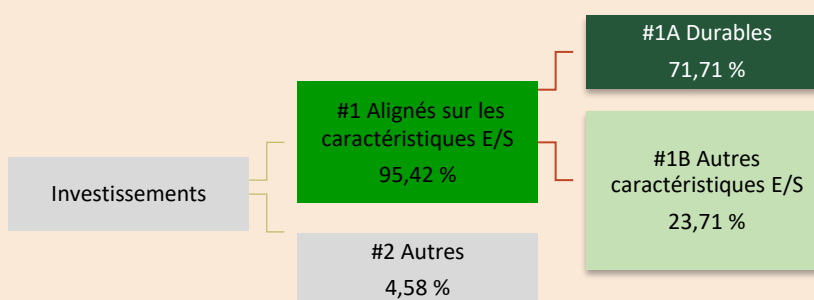 #1A Durables
71,71 %
#1 Alignés sur les
caractéristiques E/S
95,42 %
#1B Autres
caractéristiques E/S
23,71 %
Investissements
#2 Autres
4,58 %